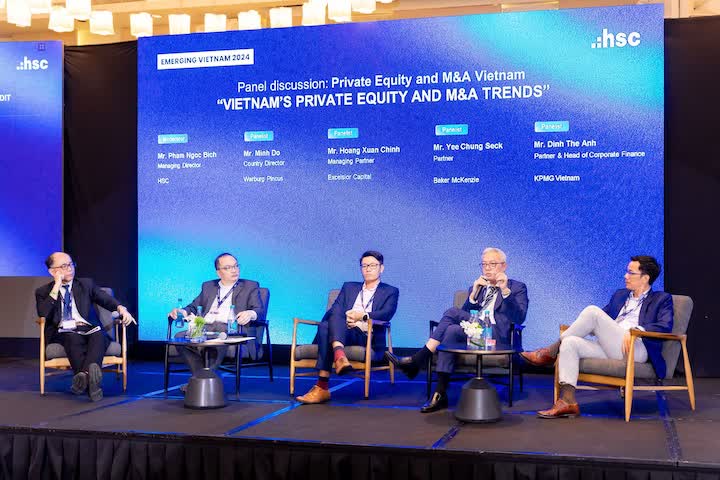 .:hsc
DIT
EMERGING VIETNAM 2024
.:hsc
Panel discussion: Private Equity and M&A Vietnam
"VIETNAM'S PRIVATE EQUITY AND M&A TRENDS"
Moderator
Mr. Pham Ngoc Bich
Managing Director
HSC
Panelist
Mr. Minh Do
Country Director
Warburg Pincus
Panelist
Mr. Hoang Xuan Chinh
Managing Partner
Excelsior Capital
Panelist
Mr. Yee Chung Seck
Partner
Baker McKenzie
Panelist
Mr. Dinh The Anh
Partner & Head of Corporate Finance
KPMG Vietnam